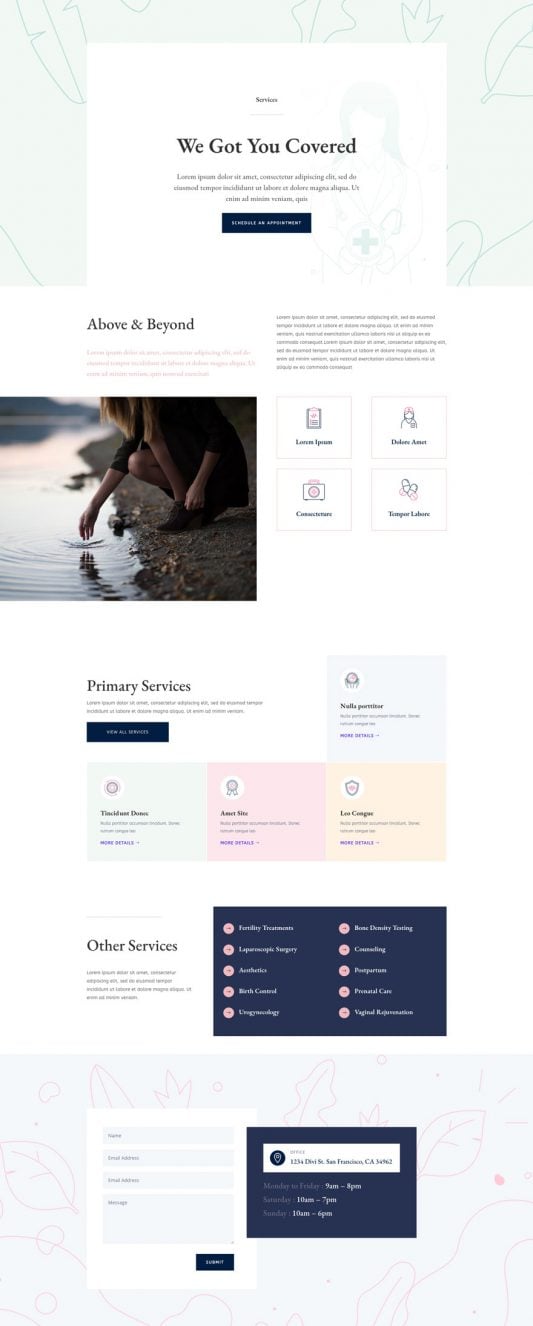 Services
We Got You Covered
Lorem ipsum dolor sit amet, consectetur adipiscing elit, sed do
eiusmod tempor incididunt ut labore et dolore magna aliqua. Ut
enim ad minim veniam, quis
SCHEDULE AN APPOINTMENT
Above & Beyond
Lorem ipsum dolor sit amet, consectetur adipiscing elit, sed do
eiusmod tempor incididunt ut labore et dolore magna aliqua. Ut
enim ad minim veniam, quis nostrud exercitati
Lorem ipsum dolor sit amet, consectetur adipiscing elit, sed do eiusmod
tempor incididunt ut labore et dolore magna aliqua. Ut enim ad minim
veniam, quis nostrud exercitation ullamco laboris nisi ut aliquip ex ea
commodo consequat Lorem ipsum dolor sit amet, consectetur adipiscing elit,
sed do eiusmod tempor incididunt ut labore et dolore magna aliqua. Ut enim
ad minim veniam, quis nostrud exercitation ullamco laboris nisi ut
aliquip ex ea commodo consequat
Lorem Ipsum
Dolore Amet
Consecteture
Tempor Labore
Primary Services
Lorem ipsum dolor sit amet, consectetur adipiscing elit, sed do eiusmod tempor
incididunt ut labore et dolore magna aliqua. Ut enim ad minim veniam.
VIEW ALL SERVICES
Nulla porttitor
Nulla porttitor accumsan tincidunt. Donec
rutrum congue leo
MORE DETAILS →
Tincidunt Donec
Nulla porttitor accumsan tincidunt. Donec
rutrum congue leo
MORE DETAILS →
Amet Site
Nulla porttitor accumsan tincidunt. Donec
rutrum congue leo
MORE DETAILS →
Leo Congue
Nulla porttitor accumsan tincidunt. Donec
rutrum congue leo
MORE DETAILS →
Other Services
Lorem ipsum dolor sit amet, consectetur
adipiscing elit, sed do eiusmod tempor
incididunt ut labore et dolore magna aliqua. Ut
enim ad minim veniam.
Fertility Treatments
Laparoscopic Surgery
Aesthetics
Birth Control
Urogynecology
Bone Density Testing
Counseling
Postpartum
Prenatal Care
Vaginal Rejuvenation
Name
Email Address
Email Address
Message
SUBMIT
OFFICE
1234 Divi St. San Francisco, CA 34962
Monday to Friday : 9am – 8pm
Saturday : 10am – 7pm
Sunday : 10am – 6pm